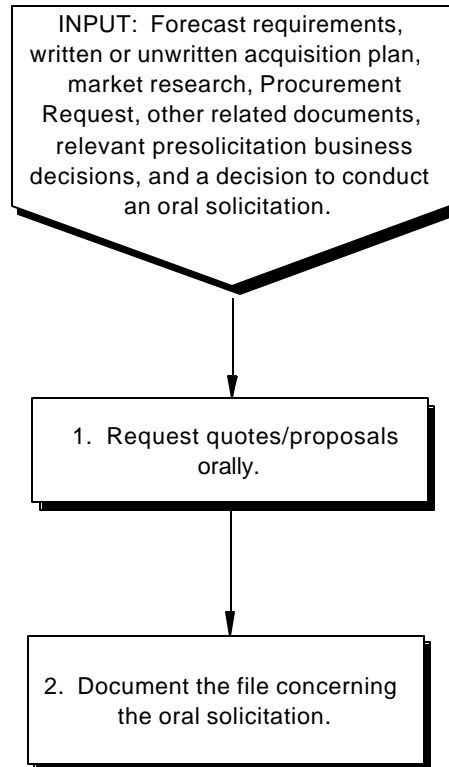 INPUT: Forecast requirements,
written or unwritten acquisition plan,
market research, Procurement
Request, other related documents,
relevant presolicitation business
decisions, and a decision to conduct
an oral solicitation.
1. Request quotes/proposals
orally.
2. Document the file concerning
the oral solicitation.